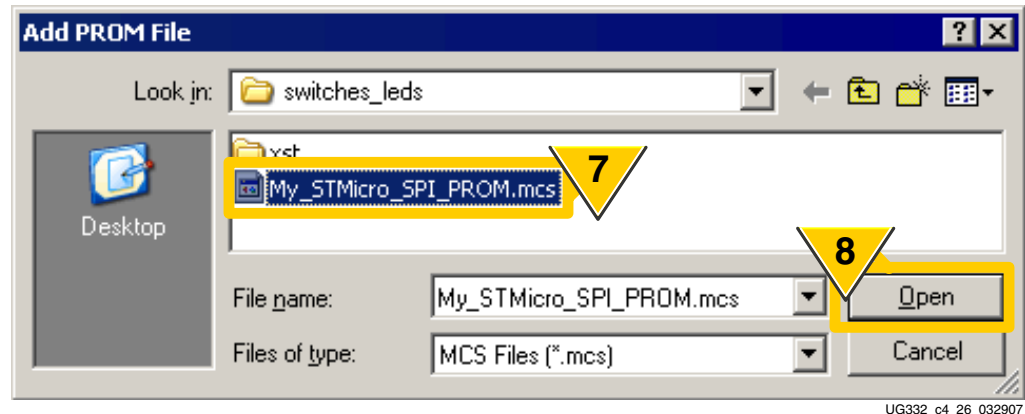 Add PROM File
Look in: switches_leds
xst
7
My_STMicro_SPI_PROM.mcs
Desktop
8
File name: My_STMicro_SPI_PROM.mcs Open
Files of type: MCS Files (*.mcs) Cancel
UG332_c4_26_032907